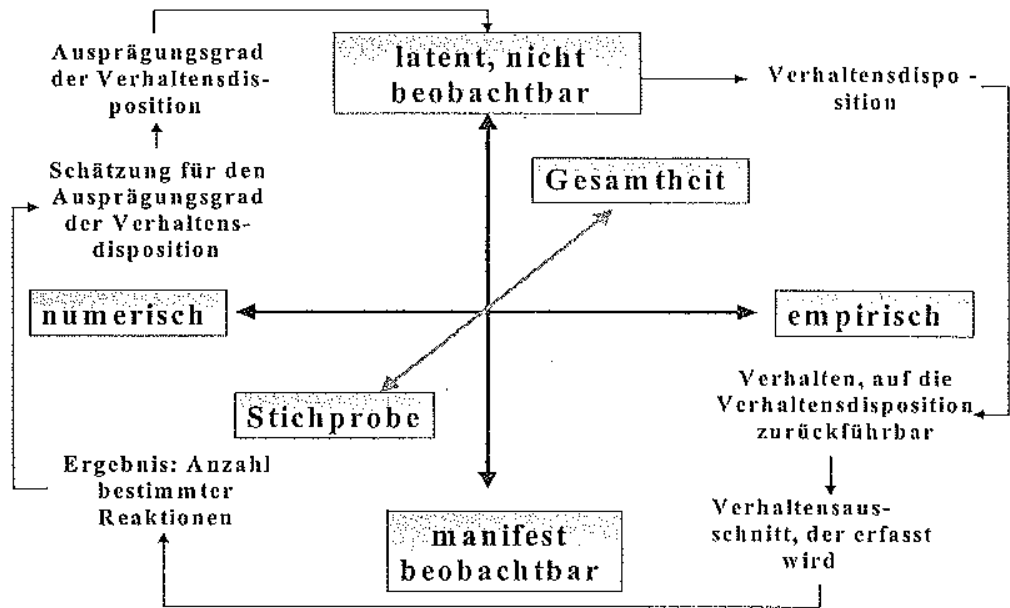 Ausprägungsgrad
der Verhaltensdis-
position
latent, nicht
beobachtbar
Verhaltensdispo -
sition
Schätzung für den
Ausprägungsgrad
der Verhaltens-
disposition
Gesamtheit
numerisch
empirisch
Stichprobe
Verhalten, auf die
Verhaltensdisposition
zurückführbar
Ergebnis: Anzahl
bestimmter
Reaktionen
manifest
beobachtbar
Verhaltensaus-
schnitt, der erfasst
wird